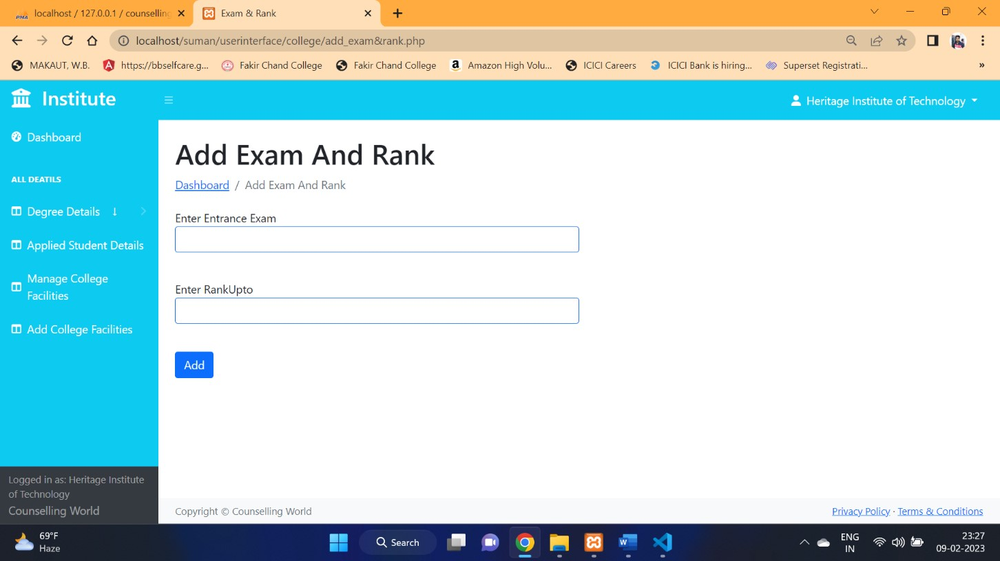 PMA localhost / 127.0.0.1 / counselling
Exam & Rank
localhost/suman/userinterface/college/add_exam&rank.php
MAKAUT, W.B.
https://bbselfcare.g...
Fakir Chand College
Fakir Chand College
a Amazon High Volu...
ICICI Careers
ICICI Bank is hiring...
Superset Registrati...
»
Institute
Heritage Institute of Technology
Dashboard
ALL DEATILS
Degree Details
Applied Student Details
Manage College
Facilities
Add College Facilities
Add Exam And Rank
Dashboard / Add Exam And Rank
Enter Entrance Exam
Enter RankUpto
Add
Logged in as: Heritage Institute
of Technology
Counselling World
Copyright © Counselling World
Privacy Policy · Terms & Conditions
69°F
Haze
Search
W
ENG
IN
23:27
09-02-2023